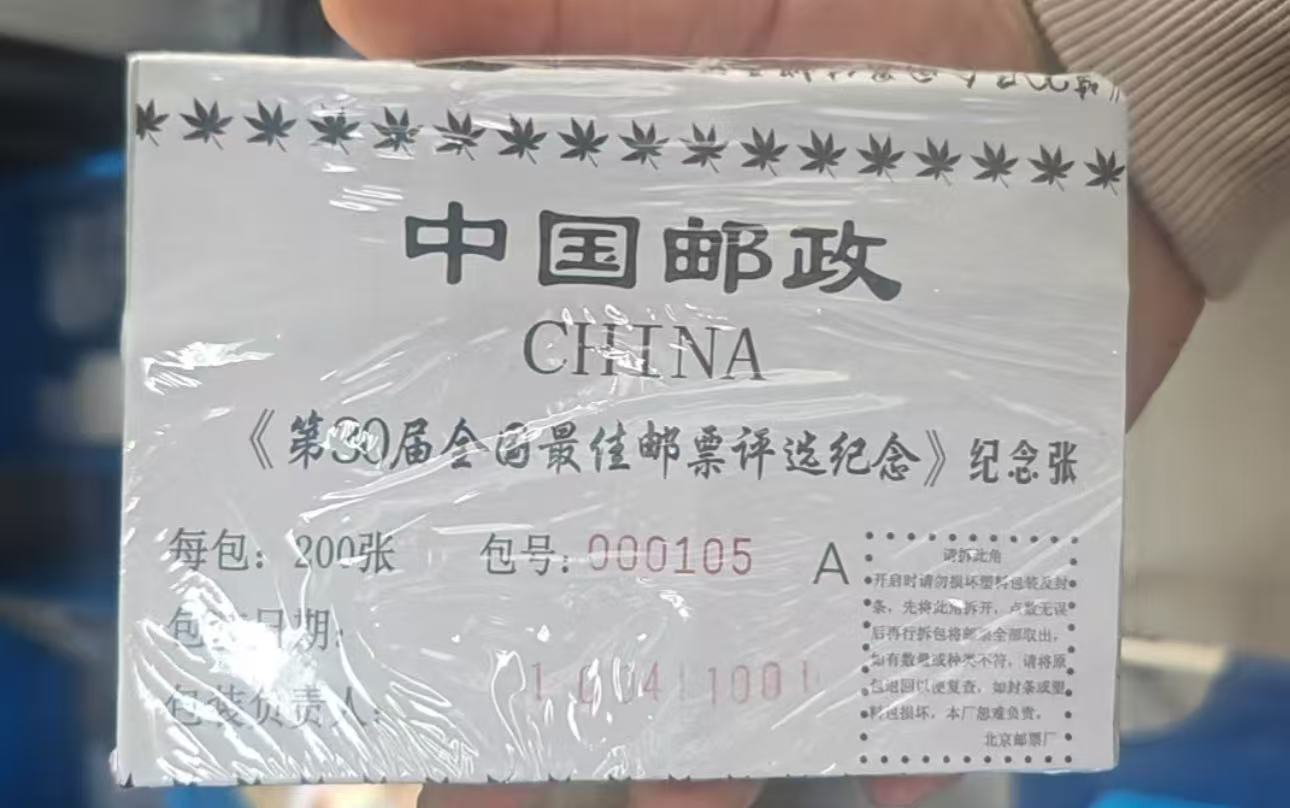 中国邮政
CHINA
《第30届全国最佳邮票评选纪念》纪念张
每包：200张 包号：000105 A
包装日期：
包装负责人：
请拆此角
开启时请勿损坏塑料包装及封
条，先将此角拆开，点数无误
后再行拆包将邮票全部取出，
如有数量或种类不符，请将原
包退回以便复查，如封条或塑
料包损坏，本厂恕难负责。
北京邮票厂